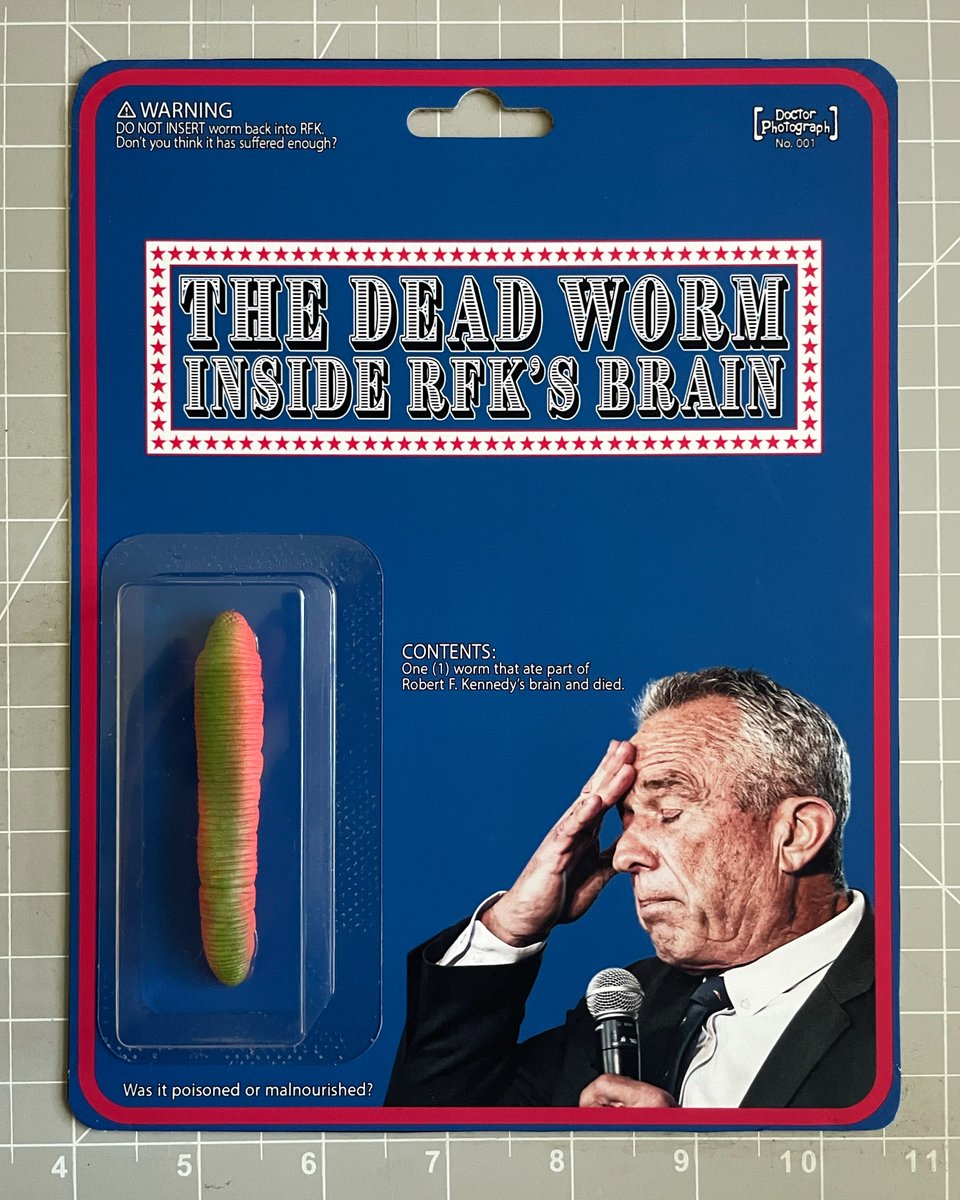 ⚠ WARNING
DO NOT INSERT worm back into RFK.
Don't you think it has suffered enough?
[Doctor
Photograph]
No. 001
THE DEAD WORM
INSIDE RFK'S BRAIN
CONTENTS:
One (1) worm that ate part of
Robert F. Kennedy's brain and died.
Was it poisoned or malnourished?
4 5 6 7 8 9 10 11